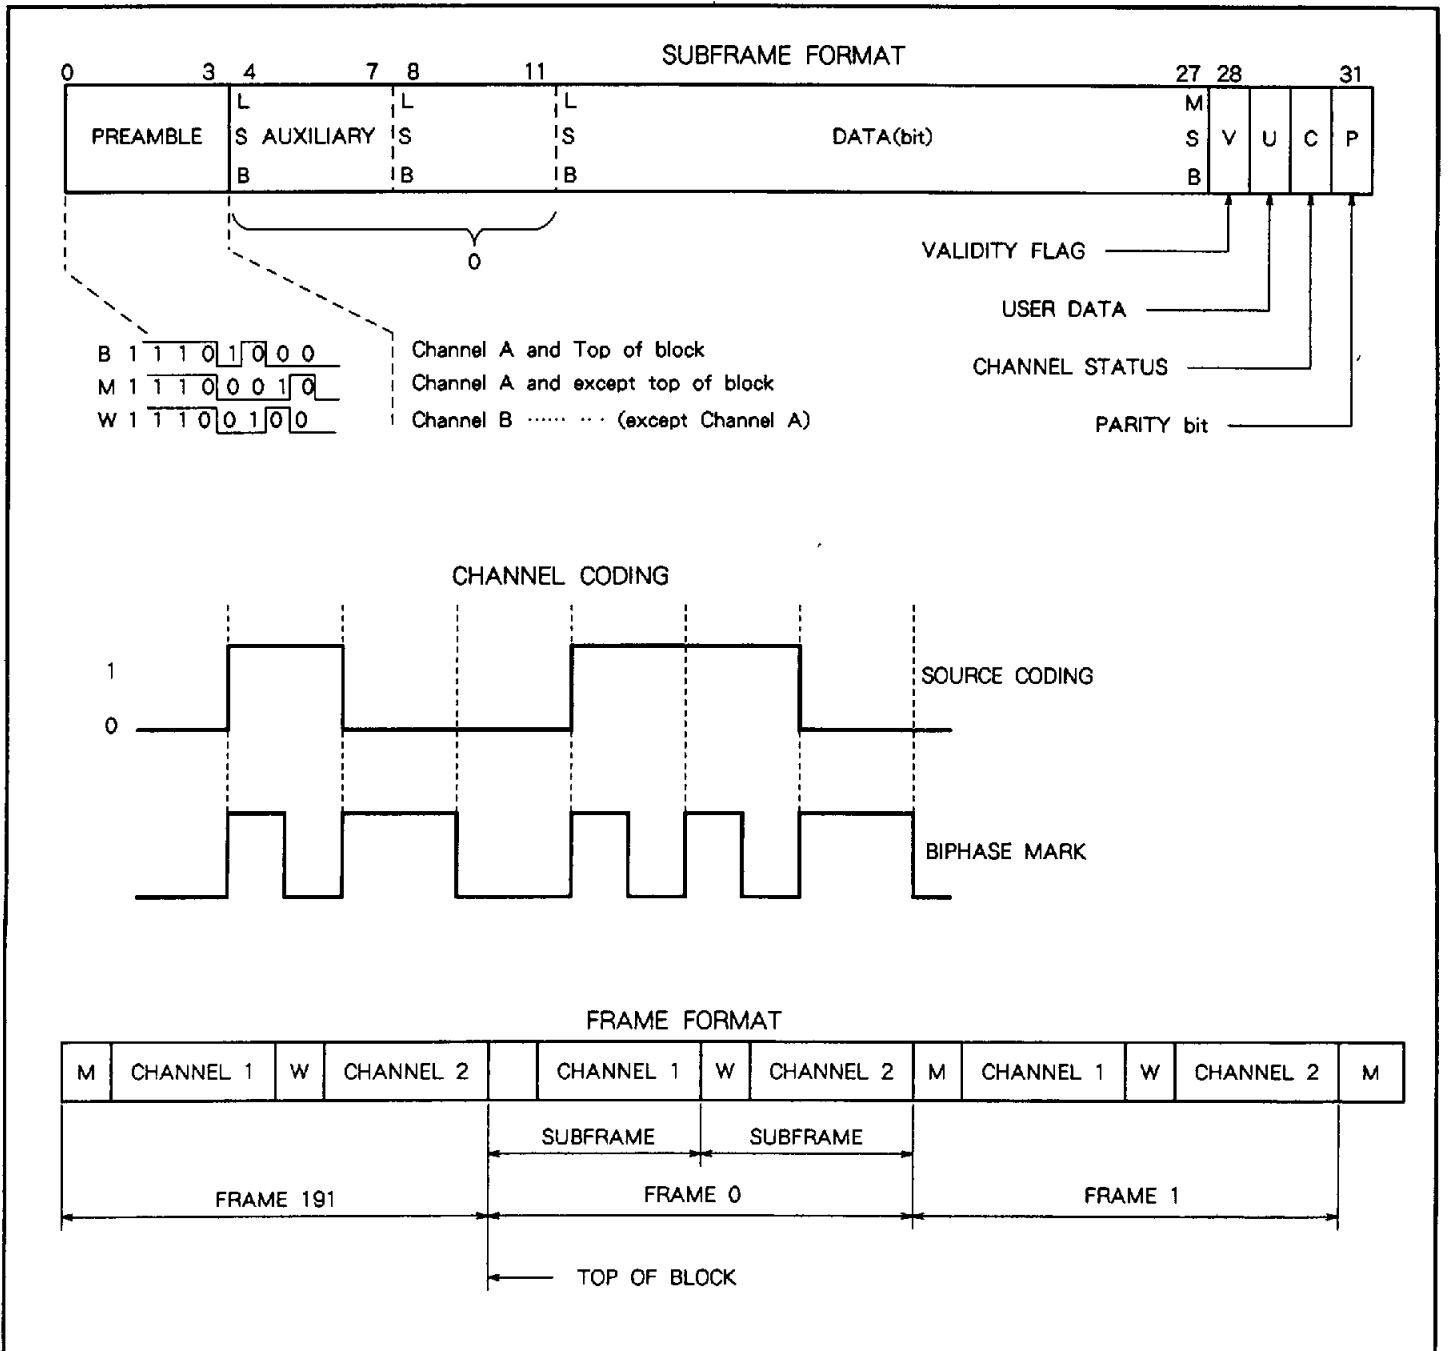 SUBFRAME FORMAT
0 3 4 7 8 11 27 28 31
L L L M
PREAMBLE S AUXILIARY S S DATA(bit) S V U C P
B B B B
0
VALIDITY FLAG
USER DATA
CHANNEL STATUS
PARITY bit
B 1 1 1 0 1 0 0 0 Channel A and Top of block
M 1 1 1 0 0 0 1 0 Channel A and except top of block
W 1 1 1 0 0 1 0 0 Channel B ...... ... (except Channel A)
CHANNEL CODING
1
0
SOURCE CODING
BIPHASE MARK
FRAME FORMAT
M CHANNEL 1 W CHANNEL 2 CHANNEL 1 W CHANNEL 2 M CHANNEL 1 W CHANNEL 2 M
SUBFRAME SUBFRAME
FRAME 191 FRAME 0 FRAME 1
TOP OF BLOCK